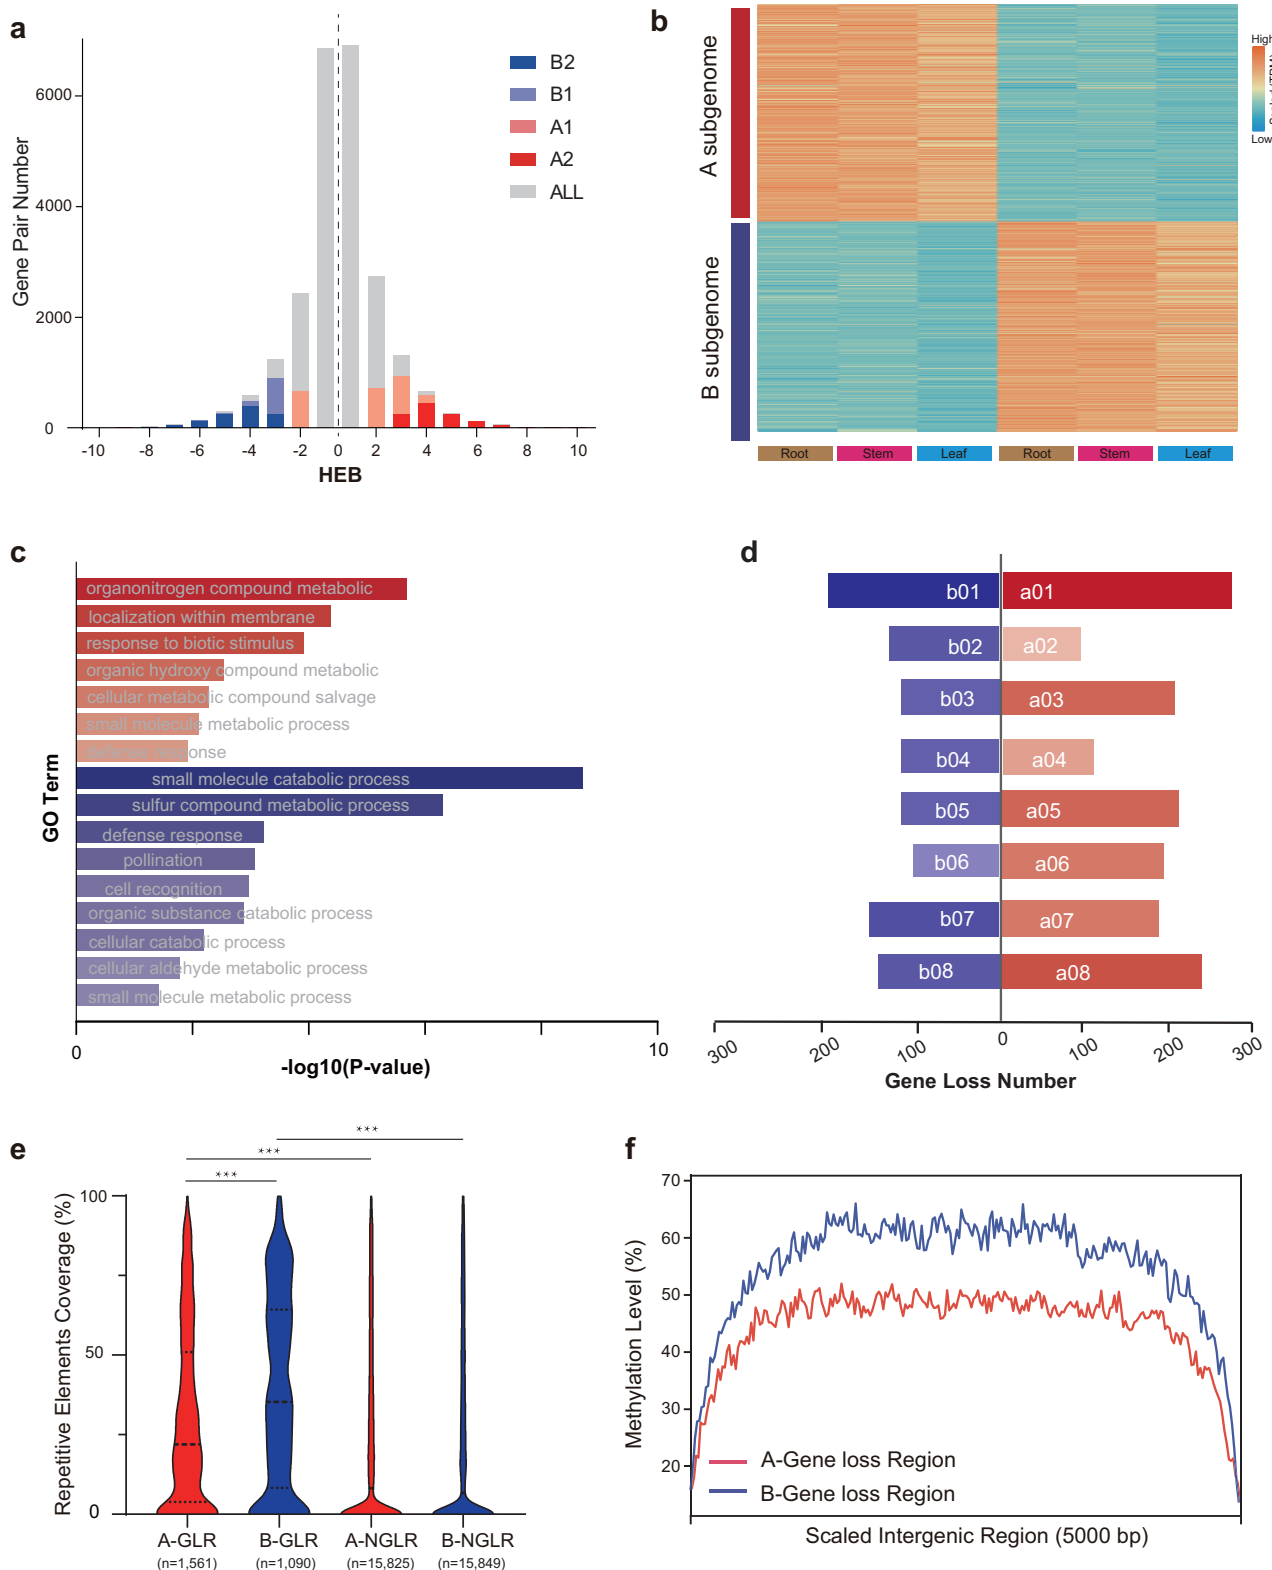 a
Gene Pair Number
6000
4000
2000
0
-10 -8 -6 -4 -2 0 2 4 6 8 10
HEB
B2
B1
A1
A2
ALL
b
A subgenome
B subgenome
High
Low
Root Stem Leaf Root Stem Leaf
c
GO Term
organonitrogen compound metabolic
localization within membrane
response to biotic stimulus
organic hydroxy compound metabolic
cellular metabolic compound salvage
small molecule metabolic process
defense response
small molecule catabolic process
sulfur compound metabolic process
defense response
pollination
cell recognition
organic substance catabolic process
cellular catabolic process
cellular aldehyde metabolic process
small molecule metabolic process
0 10
-log10(P-value)
d
b01 a01
b02 a02
b03 a03
b04 a04
b05 a05
b06 a06
b07 a07
b08 a08
300 200 100 0 100 200 300
Gene Loss Number
e
Repetitive Elements Coverage (%)
100
50
0
***
***
***
A-GLR B-GLR A-NGLR B-NGLR
(n=1,561) (n=1,090) (n=15,825) (n=15,849)
f
Methylation Level (%)
70
60
50
40
30
20
A-Gene loss Region
B-Gene loss Region
Scaled Intergenic Region (5000 bp)